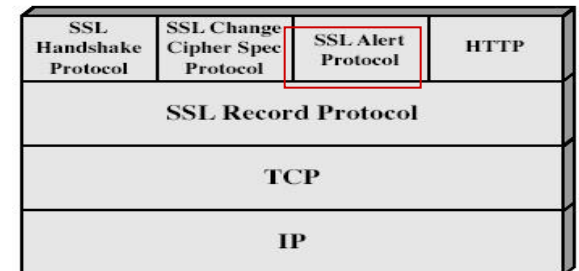 SSL
Handshake
Protocol
SSL Change
Cipher Spec
Protocol
SSL Alert
Protocol
HTTP
SSL Record Protocol
TCP
IP